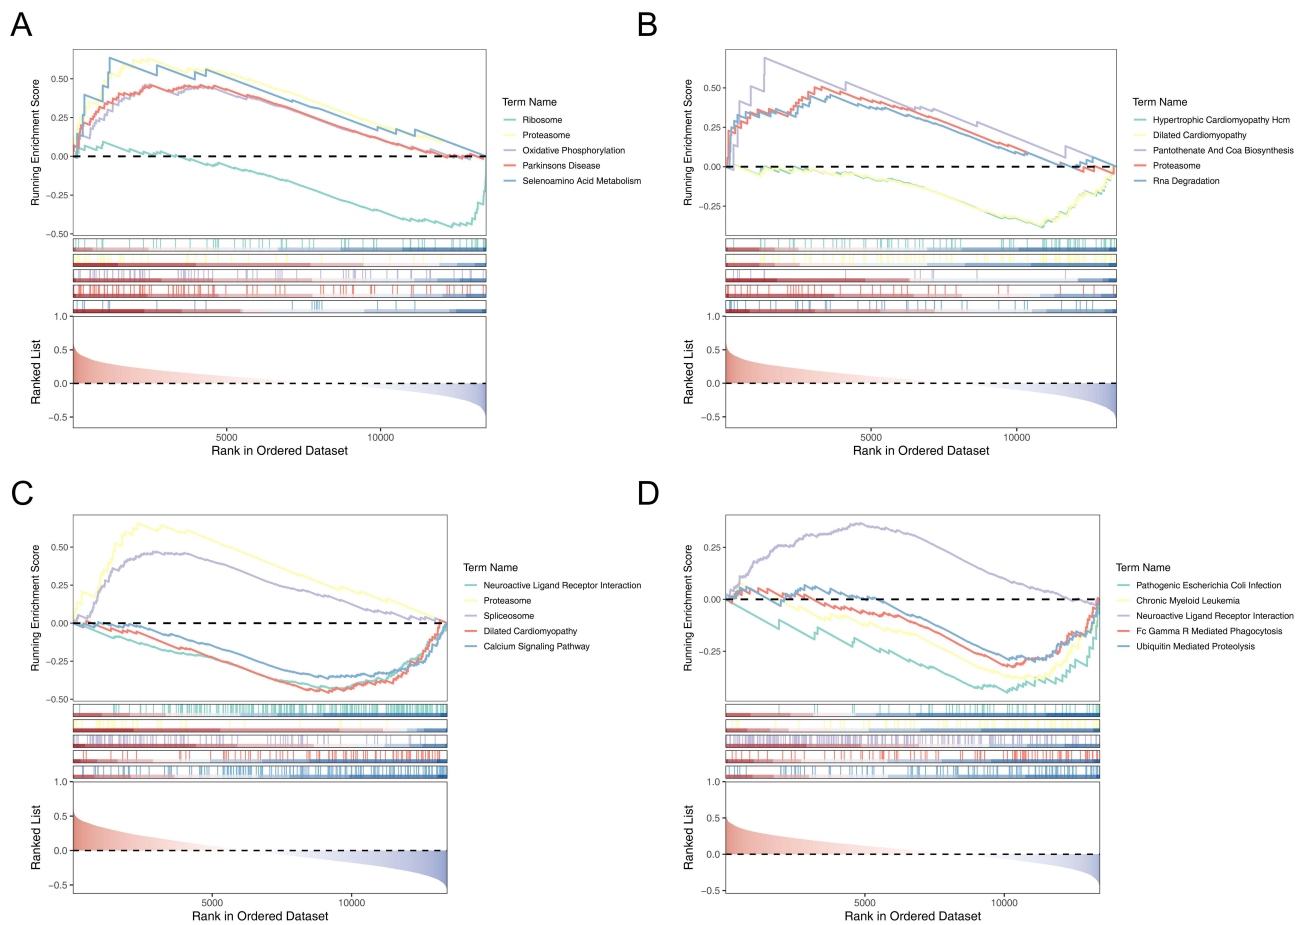 A
Running Enrichment Score
0.50
0.25
0.00
−0.25
−0.50
Term Name
Ribosome
Proteasome
Oxidative Phosphorylation
Parkinsons Disease
Selenoamino Acid Metabolism
Ranked List
1.0
0.5
0.0
−0.5
5000
10000
Rank in Ordered Dataset
B
Running Enrichment Score
0.50
0.25
0.00
−0.25
Term Name
Hypertrophic Cardiomyopathy Hcm
Dilated Cardiomyopathy
Pantothenate And Coa Biosynthesis
Proteasome
Rna Degradation
Ranked List
1.0
0.5
0.0
−0.5
5000
10000
Rank in Ordered Dataset
C
Running Enrichment Score
0.50
0.25
0.00
−0.25
−0.50
Term Name
Neuroactive Ligand Receptor Interaction
Proteasome
Spliceosome
Dilated Cardiomyopathy
Calcium Signaling Pathway
Ranked List
1.0
0.5
0.0
−0.5
5000
10000
Rank in Ordered Dataset
D
Running Enrichment Score
0.25
0.00
−0.25
Term Name
Pathogenic Escherichia Coli Infection
Chronic Myeloid Leukemia
Neuroactive Ligand Receptor Interaction
Fc Gamma R Mediated Phagocytosis
Ubiquitin Mediated Proteolysis
Ranked List
1.0
0.5
0.0
−0.5
5000
10000
Rank in Ordered Dataset